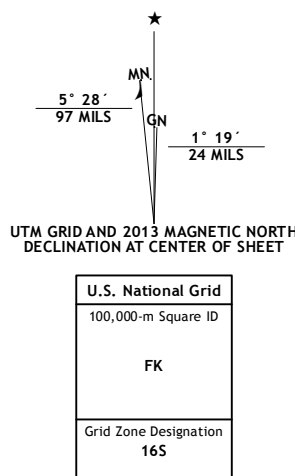 ★
MN.
5° 28´
97 MILS
GN
1° 19´
24 MILS
UTM GRID AND 2013 MAGNETIC NORTH
DECLINATION AT CENTER OF SHEET
U.S. National Grid
100,000-m Square ID
FK
Grid Zone Designation
16S